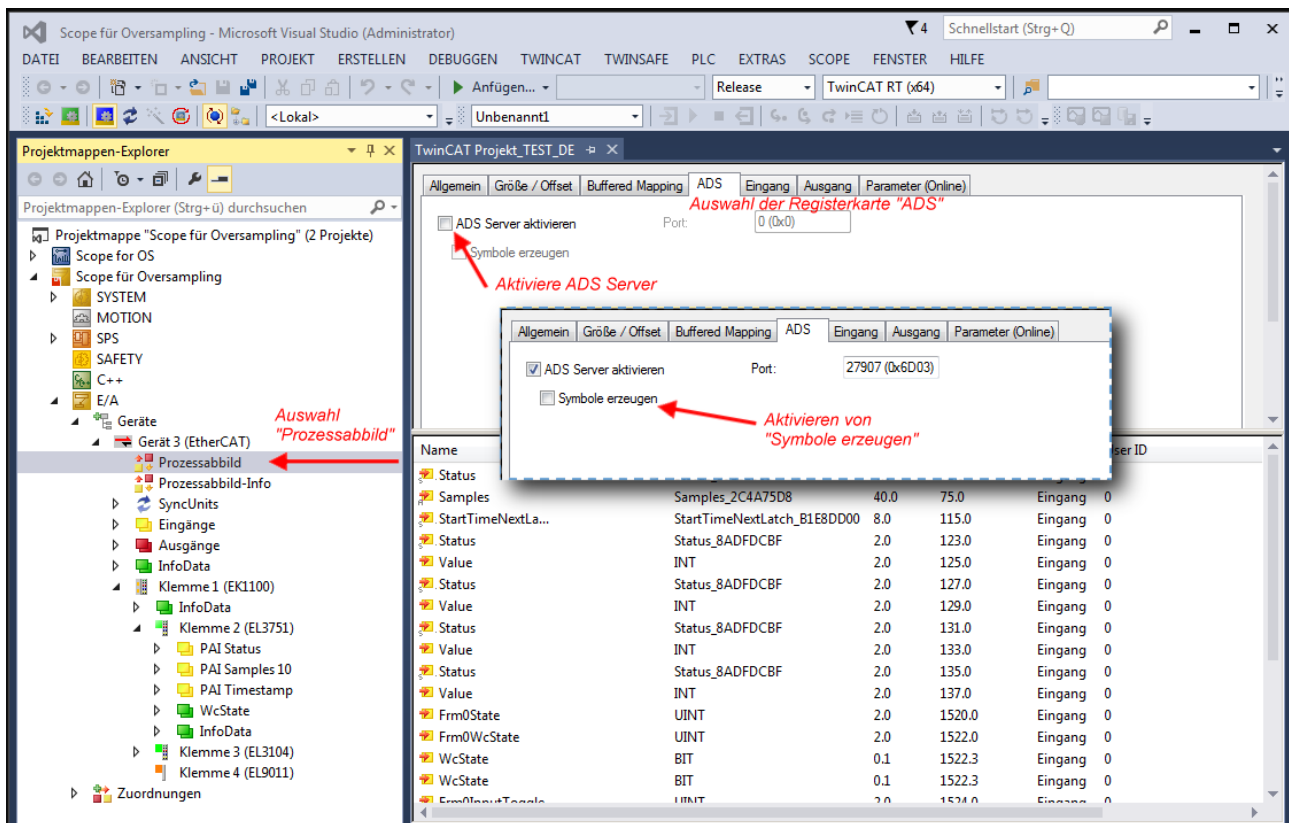 Scope für Oversampling - Microsoft Visual Studio (Administrator) 4 Schnellstart (Strg+Q)
DATEI BEARBEITEN ANSICHT PROJEKT ERSTELLEN DEBUGGEN TWINCAT TWINSAFE PLC EXTRAS SCOPE FENSTER HILFE
Anfügen... Release TwinCAT RT (x64)
<Lokal> Unbenannt1
Projektmappen-Explorer
Projektmappen-Explorer (Strg+ü) durchsuchen
Projektmappe "Scope für Oversampling" (2 Projekte)
Scope for OS
Scope für Oversampling
SYSTEM
MOTION
SPS
SAFETY
C++
E/A
Geräte
Gerät 3 (EtherCAT)
Prozessabbild
Prozessabbild-Info
SyncUnits
Eingänge
Ausgänge
InfoData
Klemme 1 (EK1100)
InfoData
Klemme 2 (EL3751)
PAI Status
PAI Samples 10
PAI Timestamp
WcState
InfoData
Klemme 3 (EL3104)
Klemme 4 (EL9011)
Zuordnungen
Auswahl
"Prozessabbild"
TwinCAT Projekt_TEST_DE
Allgemein Größe / Offset Buffered Mapping ADS Eingang Ausgang Parameter (Online)
Auswahl der Registerkarte "ADS"
ADS Server aktivieren Port: 0 (0x0)
Symbole erzeugen
Aktiviere ADS Server
Allgemein Größe / Offset Buffered Mapping ADS Eingang Ausgang Parameter (Online)
ADS Server aktivieren Port: 27907 (0x6D03)
Symbole erzeugen
Aktivieren von
"Symbole erzeugen"
Name ser ID
Status
Samples Samples_2C4A75D8 40.0 75.0 Eingang 0
StartTimeNextLa... StartTimeNextLatch_B1E8DD00 8.0 115.0 Eingang 0
Status Status_8ADFDCBF 2.0 123.0 Eingang 0
Value INT 2.0 125.0 Eingang 0
Status Status_8ADFDCBF 2.0 127.0 Eingang 0
Value INT 2.0 129.0 Eingang 0
Status Status_8ADFDCBF 2.0 131.0 Eingang 0
Value INT 2.0 133.0 Eingang 0
Status Status_8ADFDCBF 2.0 135.0 Eingang 0
Value INT 2.0 137.0 Eingang 0
Frm0State UINT 2.0 1520.0 Eingang 0
Frm0WcState UINT 2.0 1522.0 Eingang 0
WcState BIT 0.1 1522.3 Eingang 0
WcState BIT 0.1 1522.3 Eingang 0
Frm0InputToggle UINT 2.0 1524.0 Eingang 0